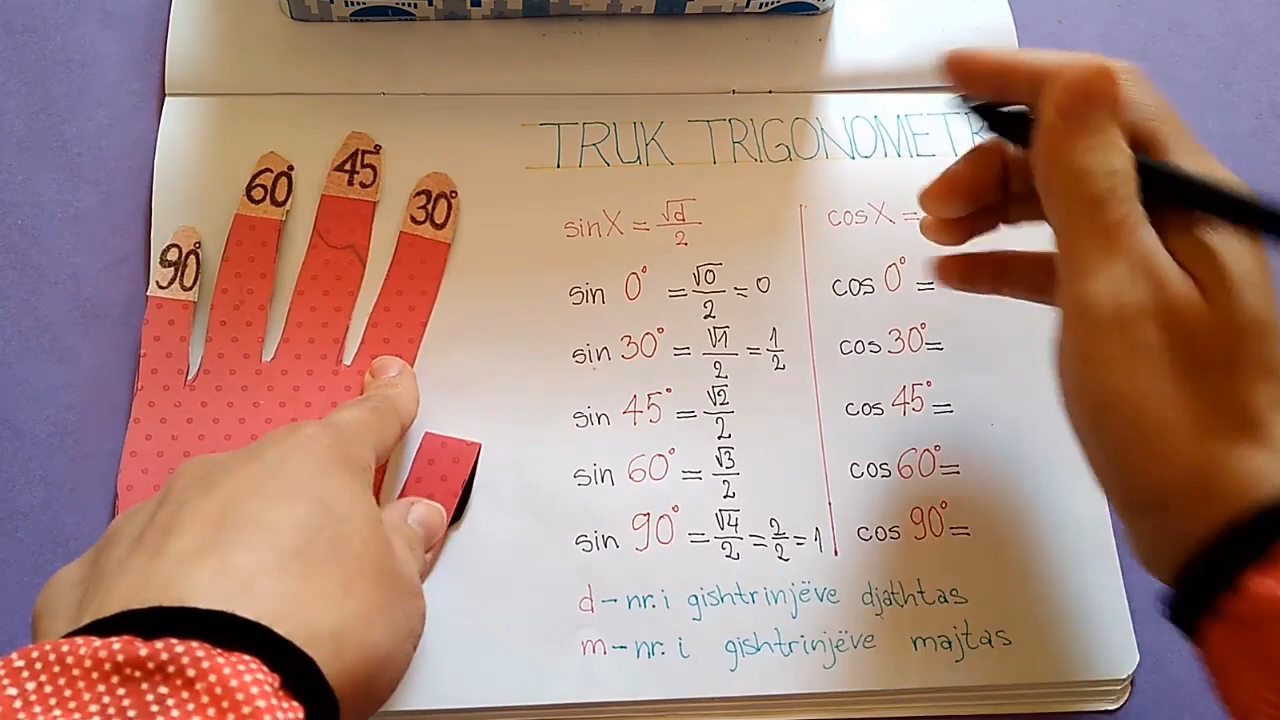 90°
60°
45°
30°
TRUK TRIGONOMETR
sinX = √d/2
sin 0° = √0/2 = 0
sin 30° = √1/2 = 1/2
sin 45° = √2/2
sin 60° = √3/2
sin 90° = √4/2 = 2/2 = 1
cosX =
cos 0° =
cos 30° =
cos 45° =
cos 60° =
cos 90° =
d – nr. i gishtrinjëve djathtas
m – nr. i gishtrinjëve majtas